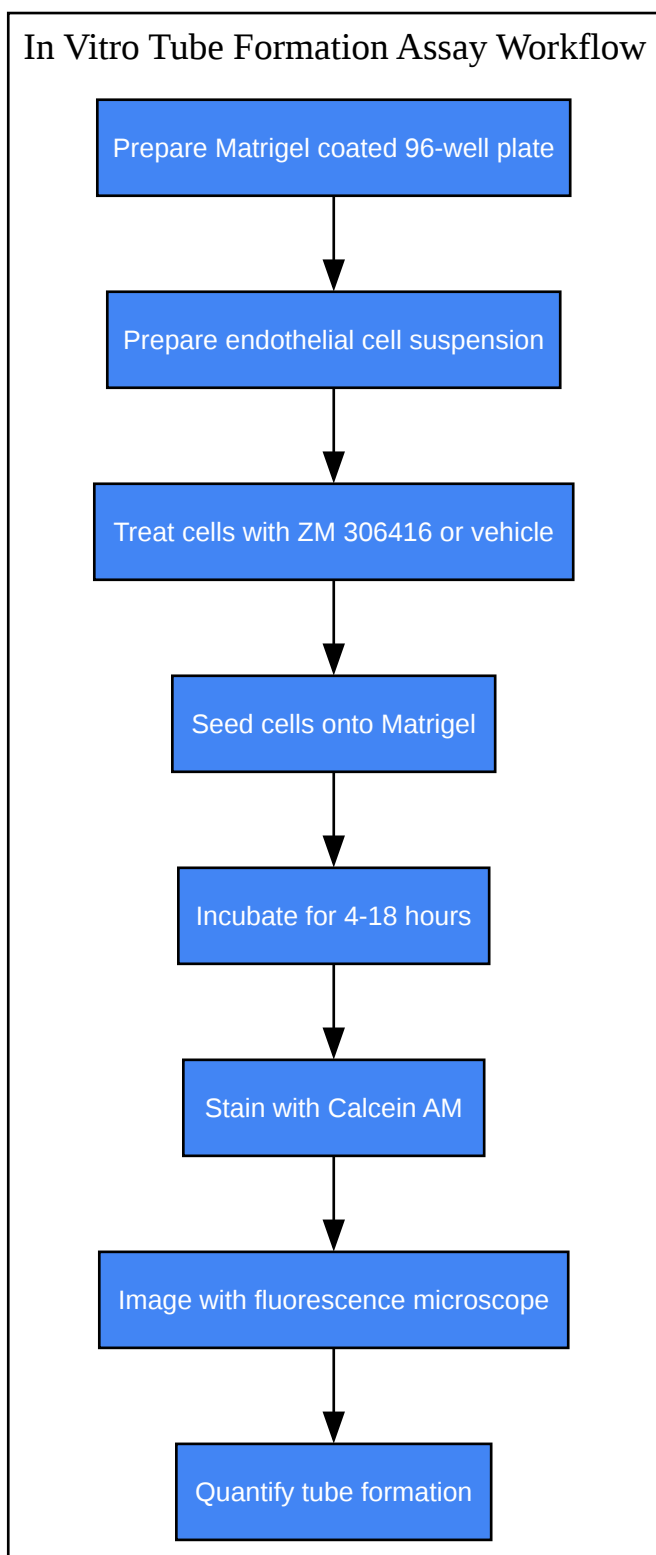 In Vitro Tube Formation Assay Workflow
Prepare Matrigel coated 96-well plate
Prepare endothelial cell suspension
Treat cells with ZM 306416 or vehicle
Seed cells onto Matrigel
Incubate for 4-18 hours
Stain with Calcein AM
Image with fluorescence microscope
Quantify tube formation